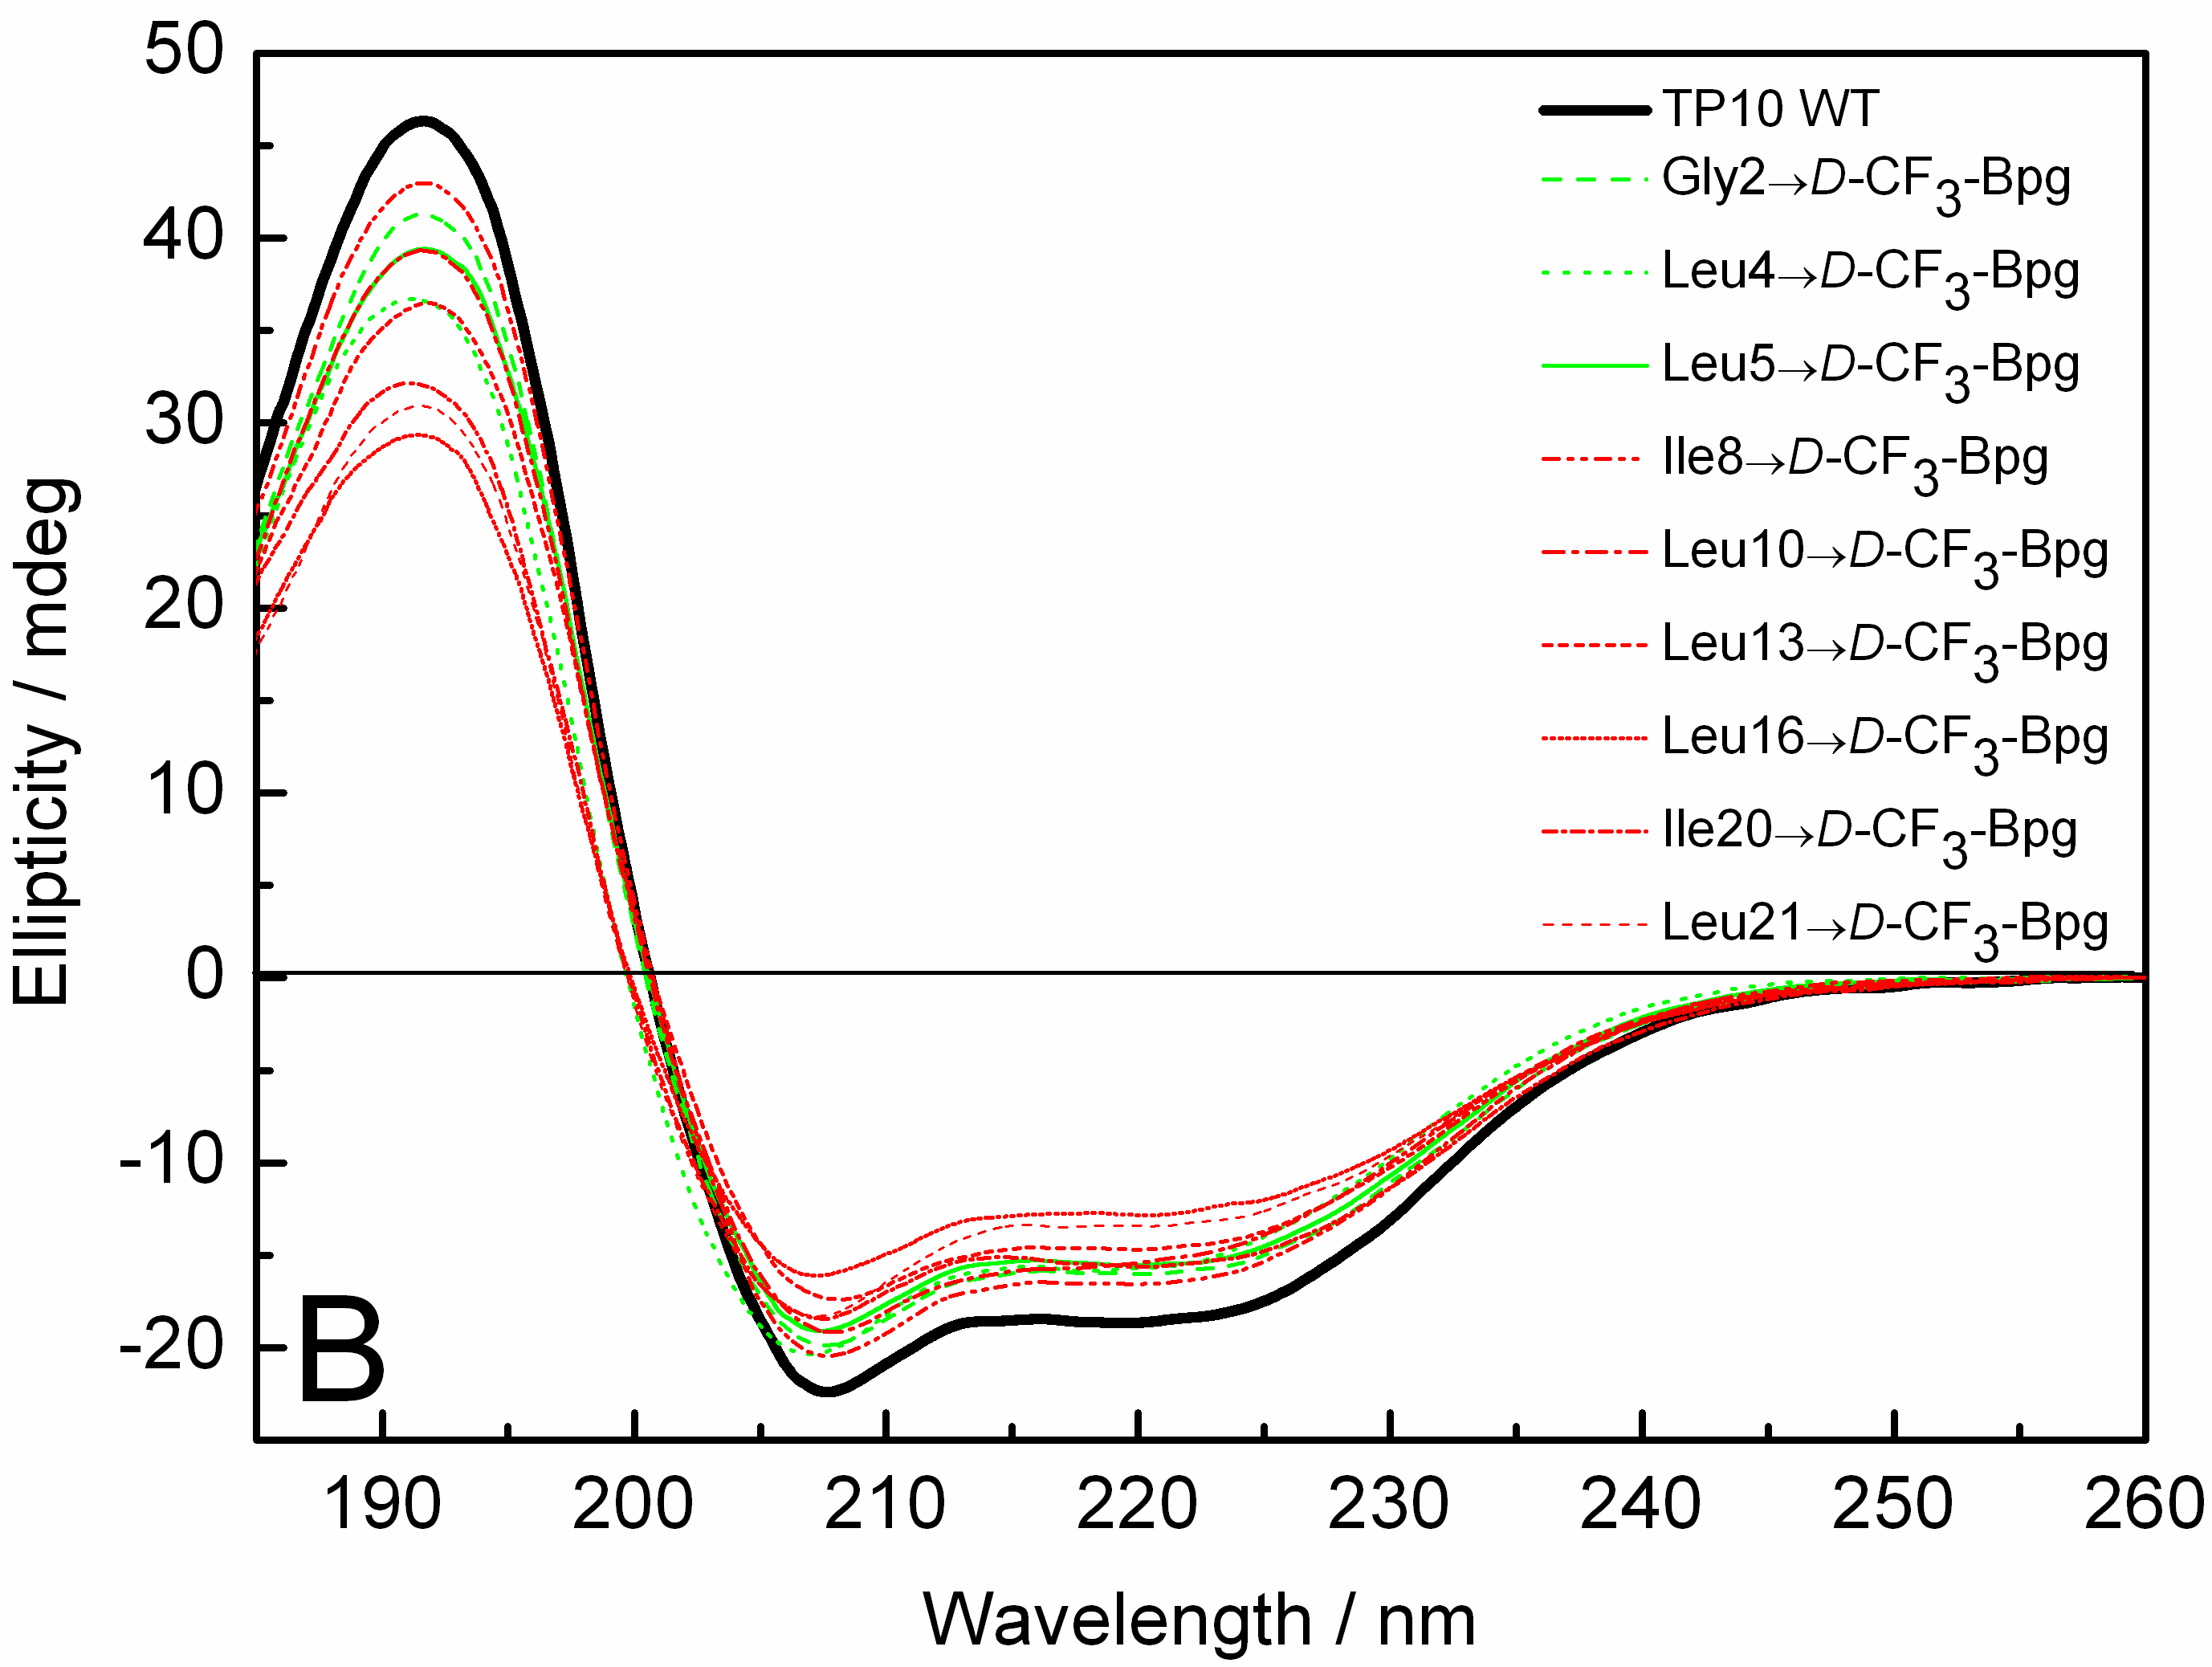 50
40
30
20
10
0
-10
-20
Ellipticity / mdeg
TP10 WT
Gly2→D-CF3-Bpg
Leu4→D-CF3-Bpg
Leu5→D-CF3-Bpg
Ile8→D-CF3-Bpg
Leu10→D-CF3-Bpg
Leu13→D-CF3-Bpg
Leu16→D-CF3-Bpg
Ile20→D-CF3-Bpg
Leu21→D-CF3-Bpg
B
190 200 210 220 230 240 250 260
Wavelength / nm